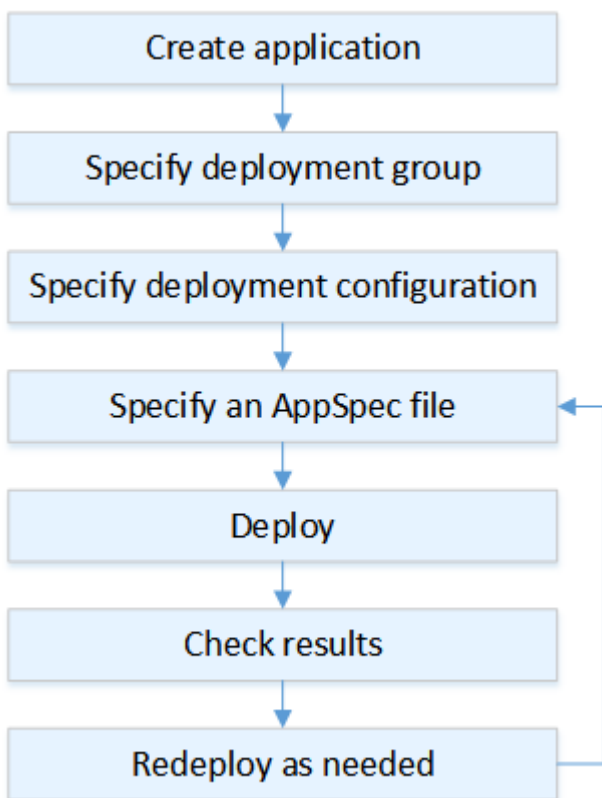 Create application
Specify deployment group
Specify deployment configuration
Specify an AppSpec file
Deploy
Check results
Redeploy as needed